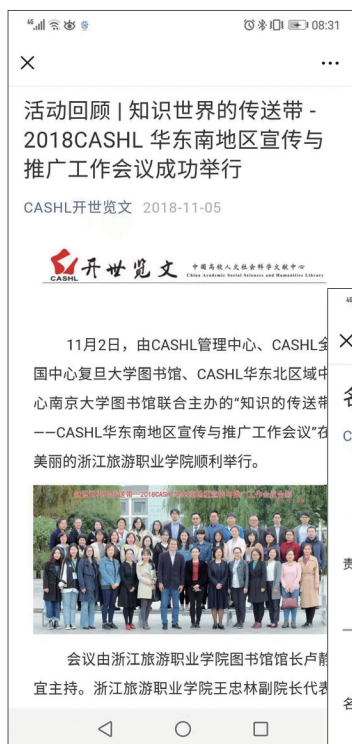 46
08:31
活动回顾 | 知识世界的传送带 -
2018CASHL 华东南地区宣传与
推广工作会议成功举行
CASHL开世览文 2018-11-05
CASHL 开世览文 中国高校人文社会科学文献中心
China Academic Social Sciences and Humanities Library
11月2日，由CASHL管理中心、CASHL全
国中心复旦大学图书馆、CASHL华东北区域中
心南京大学图书馆联合主办的“知识的传送带
——CASHL华东南地区宣传与推广工作会议”在
美丽的浙江旅游职业学院顺利举行。
会议由浙江旅游职业学院图书馆馆长卢静
宜主持。浙江旅游职业学院王忠林副院长代表
46
名
C
责
名